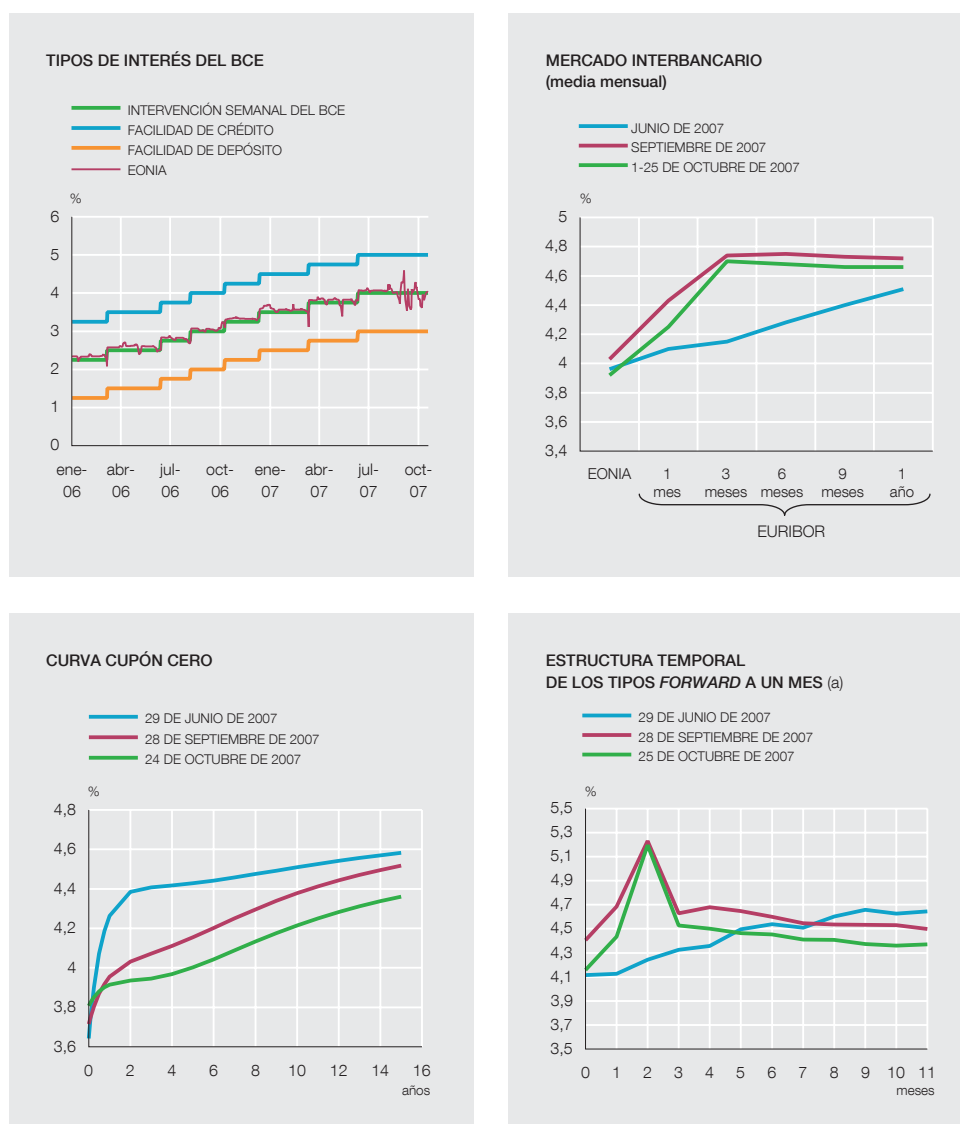 TIPOS DE INTERÉS DEL BCE
INTERVENCIÓN SEMANAL DEL BCE
FACILIDAD DE CRÉDITO
FACILIDAD DE DEPÓSITO
EONIA
%
6
5
4
3
2
1
0
ene- abr- jul- oct- ene- abr- jul- oct-
06 06 06 06 07 07 07 07
MERCADO INTERBANCARIO
(media mensual)
JUNIO DE 2007
SEPTIEMBRE DE 2007
1-25 DE OCTUBRE DE 2007
%
5
4,8
4,6
4,4
4,2
4
3,8
3,6
3,4
EONIA 1 3 6 9 1
mes meses meses meses año
EURIBOR
CURVA CUPÓN CERO
29 DE JUNIO DE 2007
28 DE SEPTIEMBRE DE 2007
24 DE OCTUBRE DE 2007
%
4,8
4,6
4,4
4,2
4
3,8
3,6
0 2 4 6 8 10 12 14 16
años
ESTRUCTURA TEMPORAL
DE LOS TIPOS FORWARD A UN MES (a)
29 DE JUNIO DE 2007
28 DE SEPTIEMBRE DE 2007
25 DE OCTUBRE DE 2007
%
5,5
5,3
5,1
4,9
4,7
4,5
4,3
4,1
3,9
3,7
3,5
0 1 2 3 4 5 6 7 8 9 10 11
meses